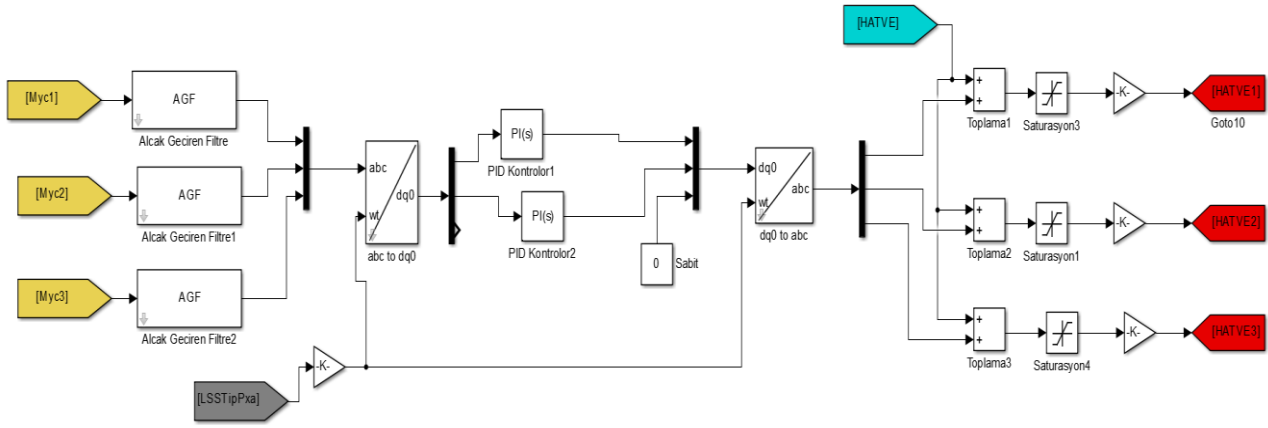 [HATVE]
[Myc1]
AGF
Alcak Geciren Filtre
[Myc2]
AGF
Alcak Geciren Filtre1
[Myc3]
AGF
Alcak Geciren Filtre2
[LSSTipPxa]
-K-
abc
dq0
wt
abc to dq0
PI(s)
PID Kontrolor1
PI(s)
PID Kontrolor2
0
Sabit
dq0
abc
wt
dq0 to abc
+
+
Toplama1
Saturasyon3
-K-
[HATVE1]
Goto10
+
+
Toplama2
Saturasyon1
-K-
[HATVE2]
+
+
Toplama3
Saturasyon4
-K-
[HATVE3]